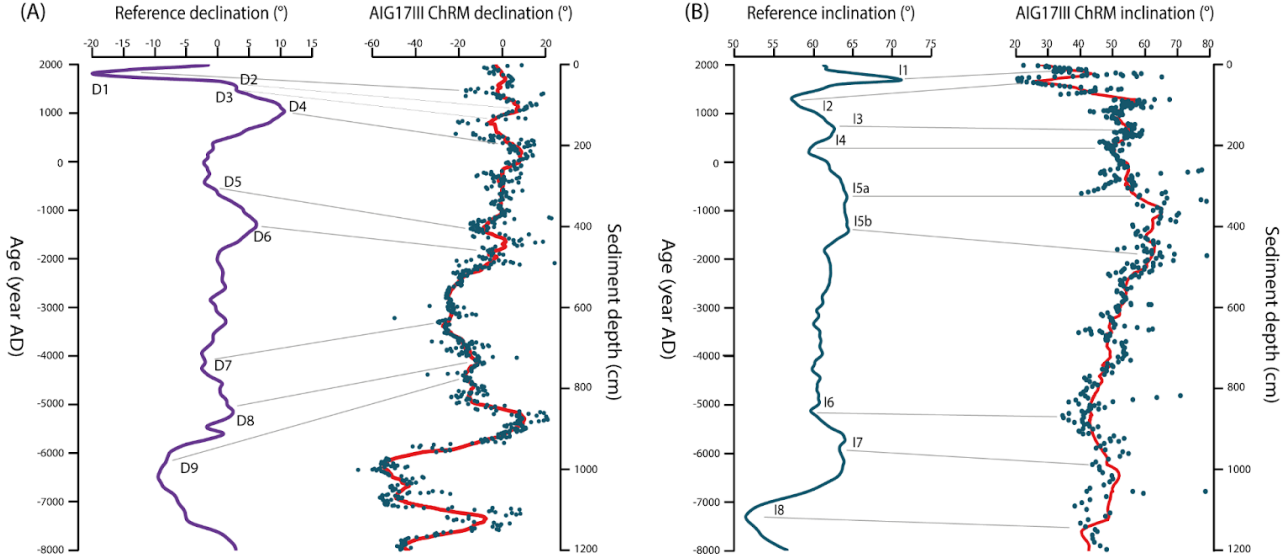 (A)
Reference declination (°)
AIG17III ChRM declination (°)
-20 -15 -10 -5 0 5 10 15
-60 -40 -20 0 20
2000
1000
0
-1000
-2000
-3000
-4000
-5000
-6000
-7000
-8000
Age (year AD)
D1
D2
D3
D4
D5
D6
D7
D8
D9
0
200
400
600
800
1000
1200
Sediment depth (cm)
(B)
Reference inclination (°)
AIG17III ChRM inclination (°)
50 55 60 65 70 75
20 30 40 50 60 70 80
2000
1000
0
-1000
-2000
-3000
-4000
-5000
-6000
-7000
-8000
Age (year AD)
I1
I2
I3
I4
I5a
I5b
I6
I7
I8
0
200
400
600
800
1000
1200
Sediment depth (cm)